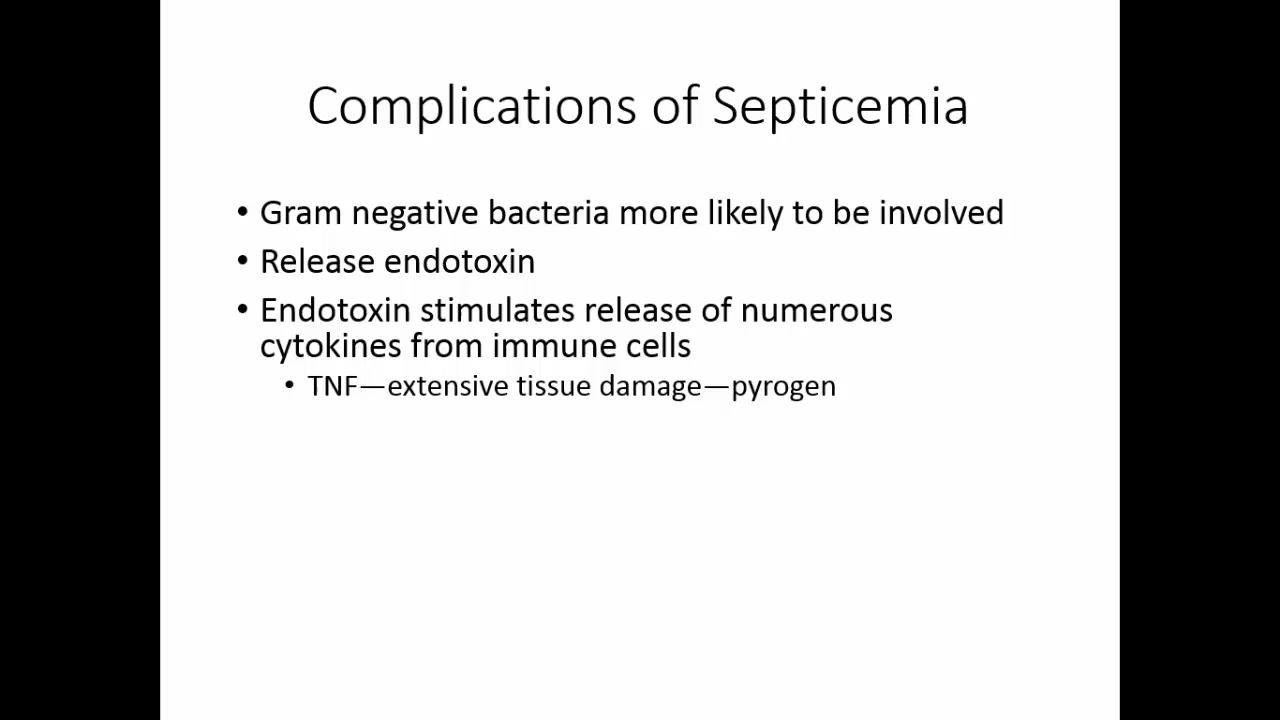 Complications of Septicemia
• Gram negative bacteria more likely to be involved
• Release endotoxin
• Endotoxin stimulates release of numerous
cytokines from immune cells
• TNF—extensive tissue damage—pyrogen